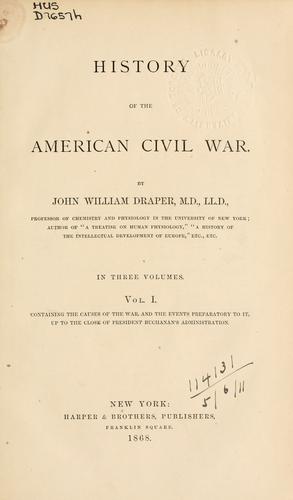 HUS
D7657h
HISTORY
OF THE
AMERICAN CIVIL WAR.
BY
JOHN WILLIAM DRAPER, M.D., LL.D.,
PROFESSOR OF CHEMISTRY AND PHYSIOLOGY IN THE UNIVERSITY OF NEW YORK;
AUTHOR OF "A TREATISE ON HUMAN PHYSIOLOGY," "A HISTORY
OF THE INTELLECTUAL DEVELOPMENT OF EUROPE," ETC., ETC.
IN THREE VOLUMES.
VOL. I.
CONTAINING THE CAUSES OF THE WAR, AND THE EVENTS PREPARATORY TO IT,
UP TO THE CLOSE OF PRESIDENT BUCHANAN'S ADMINISTRATION.
114131
5/6/11
NEW YORK:
HARPER & BROTHERS, PUBLISHERS,
FRANKLIN SQUARE.
1868.